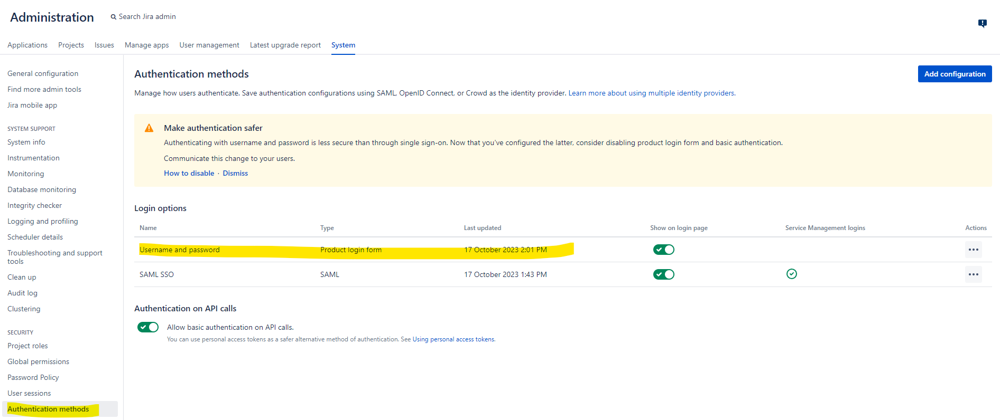 Administration
Search Jira admin
Applications Projects Issues Manage apps User management Latest upgrade report System
General configuration
Find more admin tools
Jira mobile app
SYSTEM SUPPORT
System info
Instrumentation
Monitoring
Database monitoring
Integrity checker
Logging and profiling
Scheduler details
Troubleshooting and support
tools
Clean up
Audit log
Clustering
SECURITY
Project roles
Global permissions
Password Policy
User sessions
Authentication methods
Authentication methods
Add configuration
Manage how users authenticate. Save authentication configurations using SAML, OpenID Connect, or Crowd as the identity provider. Learn more about using multiple identity providers.
Make authentication safer
Authenticating with username and password is less secure than through single sign-on. Now that you've configured the latter, consider disabling product login form and basic authentication.
Communicate this change to your users.
How to disable · Dismiss
Login options
Name Type Last updated Show on login page Service Management logins Actions
Username and password Product login form 17 October 2023 2:01 PM
SAML SSO SAML 17 October 2023 1:43 PM
Authentication on API calls
Allow basic authentication on API calls.
You can use personal access tokens as a safer alternative method of authentication. See Using personal access tokens.